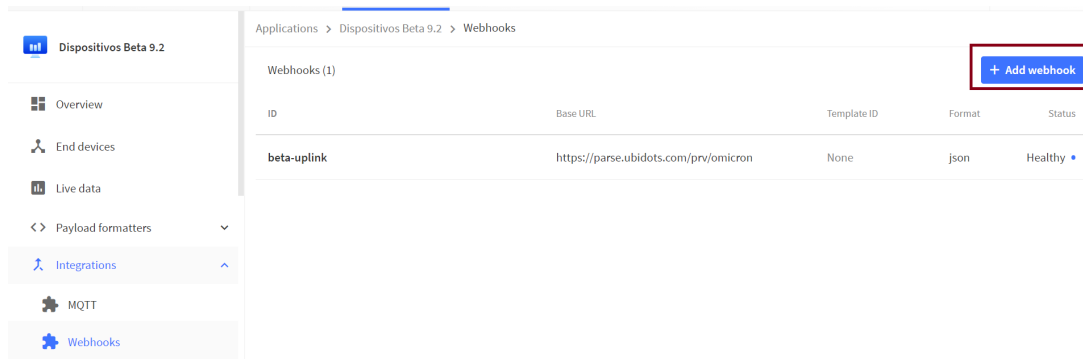 Dispositivos Beta 9.2
Overview
End devices
Live data
Payload formatters
Integrations
MQTT
Webhooks
Applications > Dispositivos Beta 9.2 > Webhooks
Webhooks (1)
+ Add webhook
ID Base URL Template ID Format Status
beta-uplink https://parse.ubidots.com/prv/omicron None json Healthy